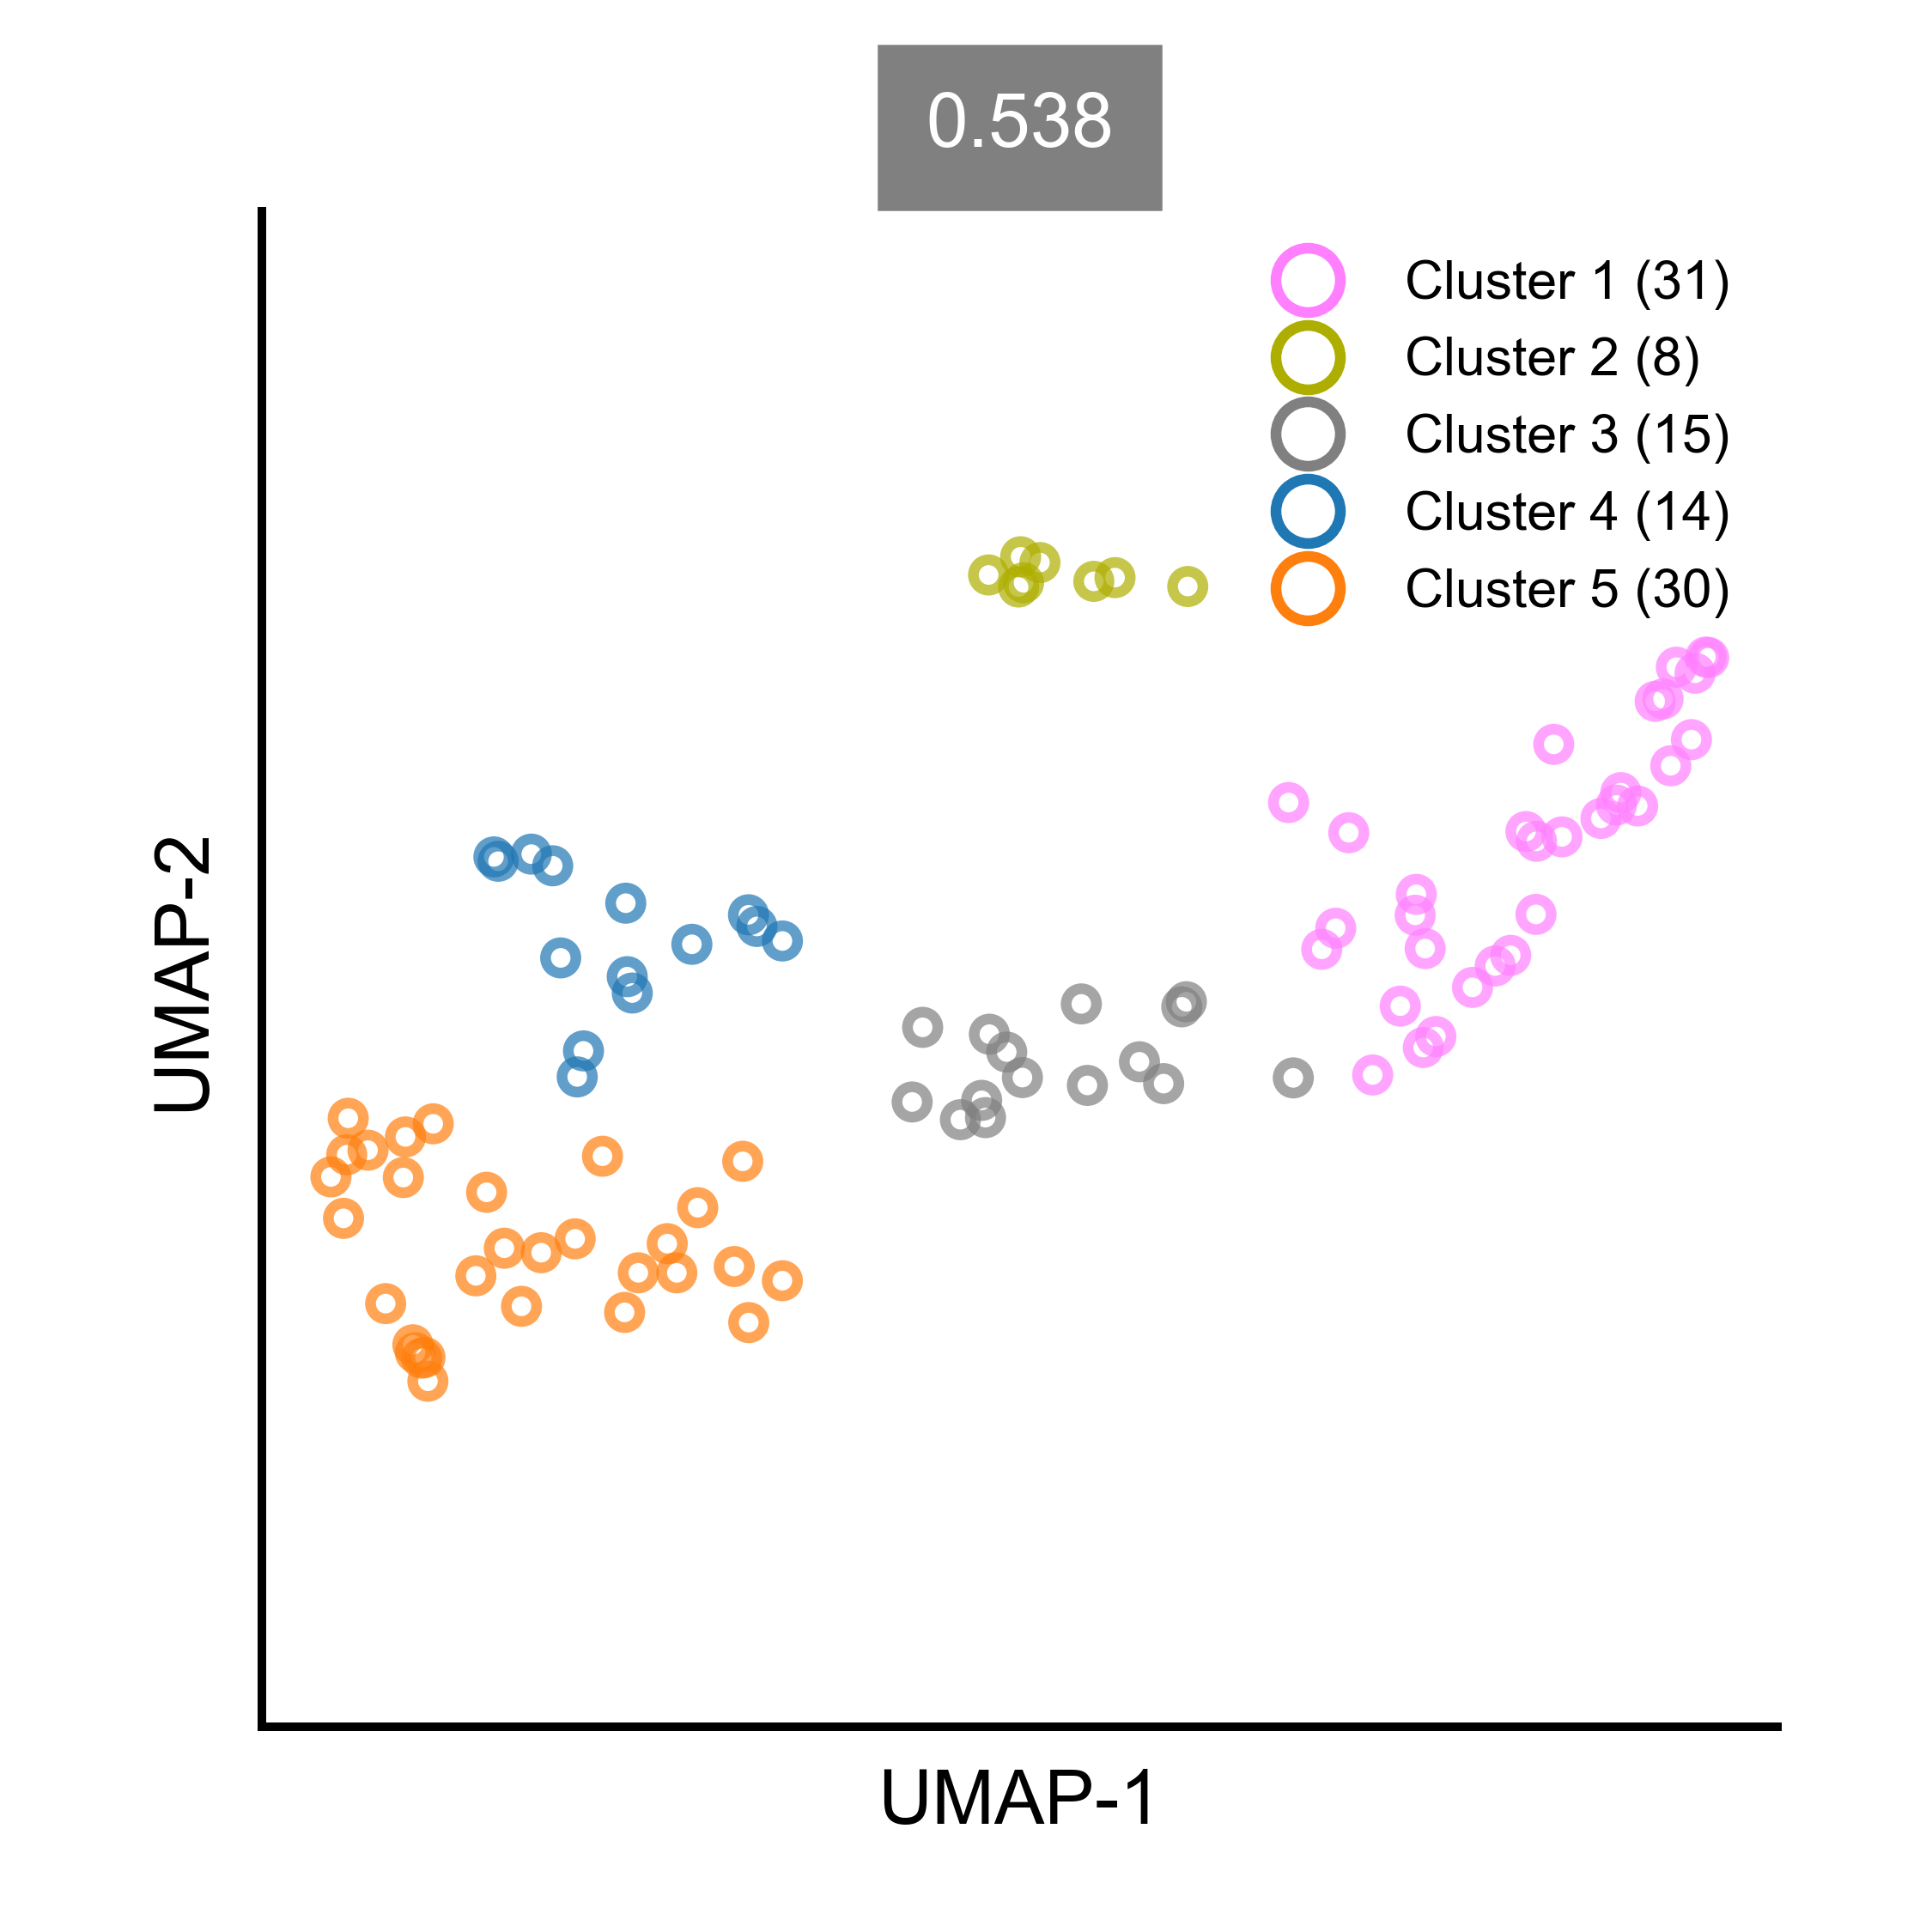 0.538
Cluster 1 (31)
Cluster 2 (8)
Cluster 3 (15)
Cluster 4 (14)
Cluster 5 (30)
UMAP-2
UMAP-1